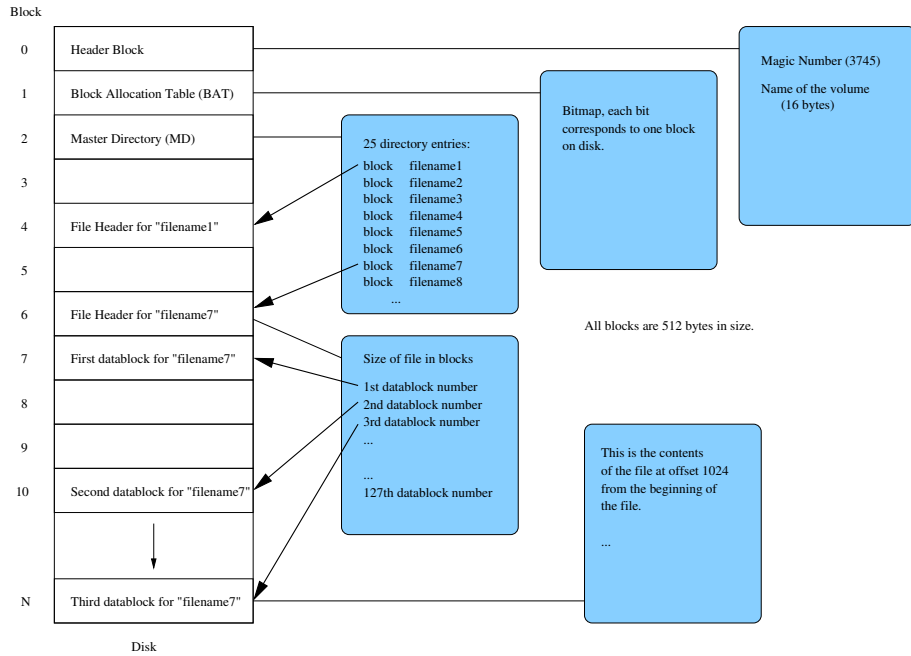 Block
0
Header Block
1
Block Allocation Table (BAT)
2
Master Directory (MD)
3
4
File Header for "filename1"
5
6
File Header for "filename7"
7
First datablock for "filename7"
8
9
10
Second datablock for "filename7"
N
Third datablock for "filename7"
Disk
25 directory entries:
block filename1
block filename2
block filename3
block filename4
block filename5
block filename6
block filename7
block filename8
...
Size of file in blocks
1st datablock number
2nd datablock number
3rd datablock number
...
...
127th datablock number
Bitmap, each bit
corresponds to one block
on disk.
Magic Number (3745)
Name of the volume
(16 bytes)
All blocks are 512 bytes in size.
This is the contents
of the file at offset 1024
from the beginning of
the file.
...